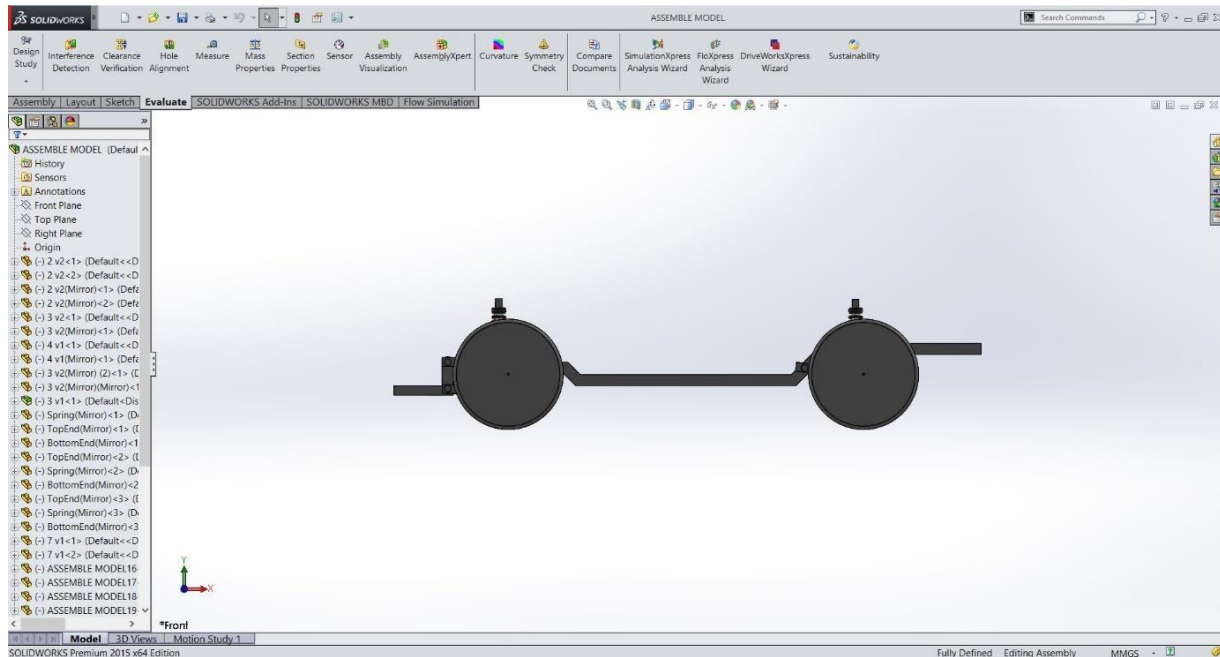 SOLIDWORKS
ASSEMBLE MODEL
Search Commands
Design Study
Interference Detection
Clearance Verification
Hole Alignment
Measure
Mass Properties
Section Properties
Sensor
Assembly Visualization
AssemblyXpert
Curvature
Symmetry Check
Compare Documents
SimulationXpress Analysis Wizard
FloXpress Analysis Wizard
DriveWorksXpress Wizard
Sustainability
Assembly Layout Sketch Evaluate SOLIDWORKS Add-Ins SOLIDWORKS MBD Flow Simulation
ASSEMBLE MODEL (Defaul
History
Sensors
Annotations
Front Plane
Top Plane
Right Plane
Origin
(-) 2 v2<1> (Default<<D
(-) 2 v2<2> (Default<<D
(-) 2 v2(Mirror)<1> (Defa
(-) 2 v2(Mirror)<2> (Defa
(-) 3 v2<1> (Default<<D
(-) 3 v2(Mirror)<1> (Defa
(-) 4 v1<1> (Default<<D
(-) 4 v1(Mirror)<1> (Defa
(-) 3 v2(Mirror) (2)<1> (D
(-) 3 v2(Mirror)(Mirror)<1
(-) 3 v1<1> (Default<Dis
(-) Spring(Mirror)<1> (D
(-) TopEnd(Mirror)<1> (D
(-) BottomEnd(Mirror)<1
(-) TopEnd(Mirror)<2> (D
(-) Spring(Mirror)<2> (D
(-) BottomEnd(Mirror)<2
(-) TopEnd(Mirror)<3> (D
(-) Spring(Mirror)<3> (D
(-) BottomEnd(Mirror)<3
(-) 7 v1<1> (Default<<D
(-) 7 v1<2> (Default<<D
(-) ASSEMBLE MODEL16
(-) ASSEMBLE MODEL17
(-) ASSEMBLE MODEL18
(-) ASSEMBLE MODEL19
Y
X
*Front
Model 3D Views Motion Study 1
SOLIDWORKS Premium 2015 x64 Edition
Fully Defined Editing Assembly MMGS